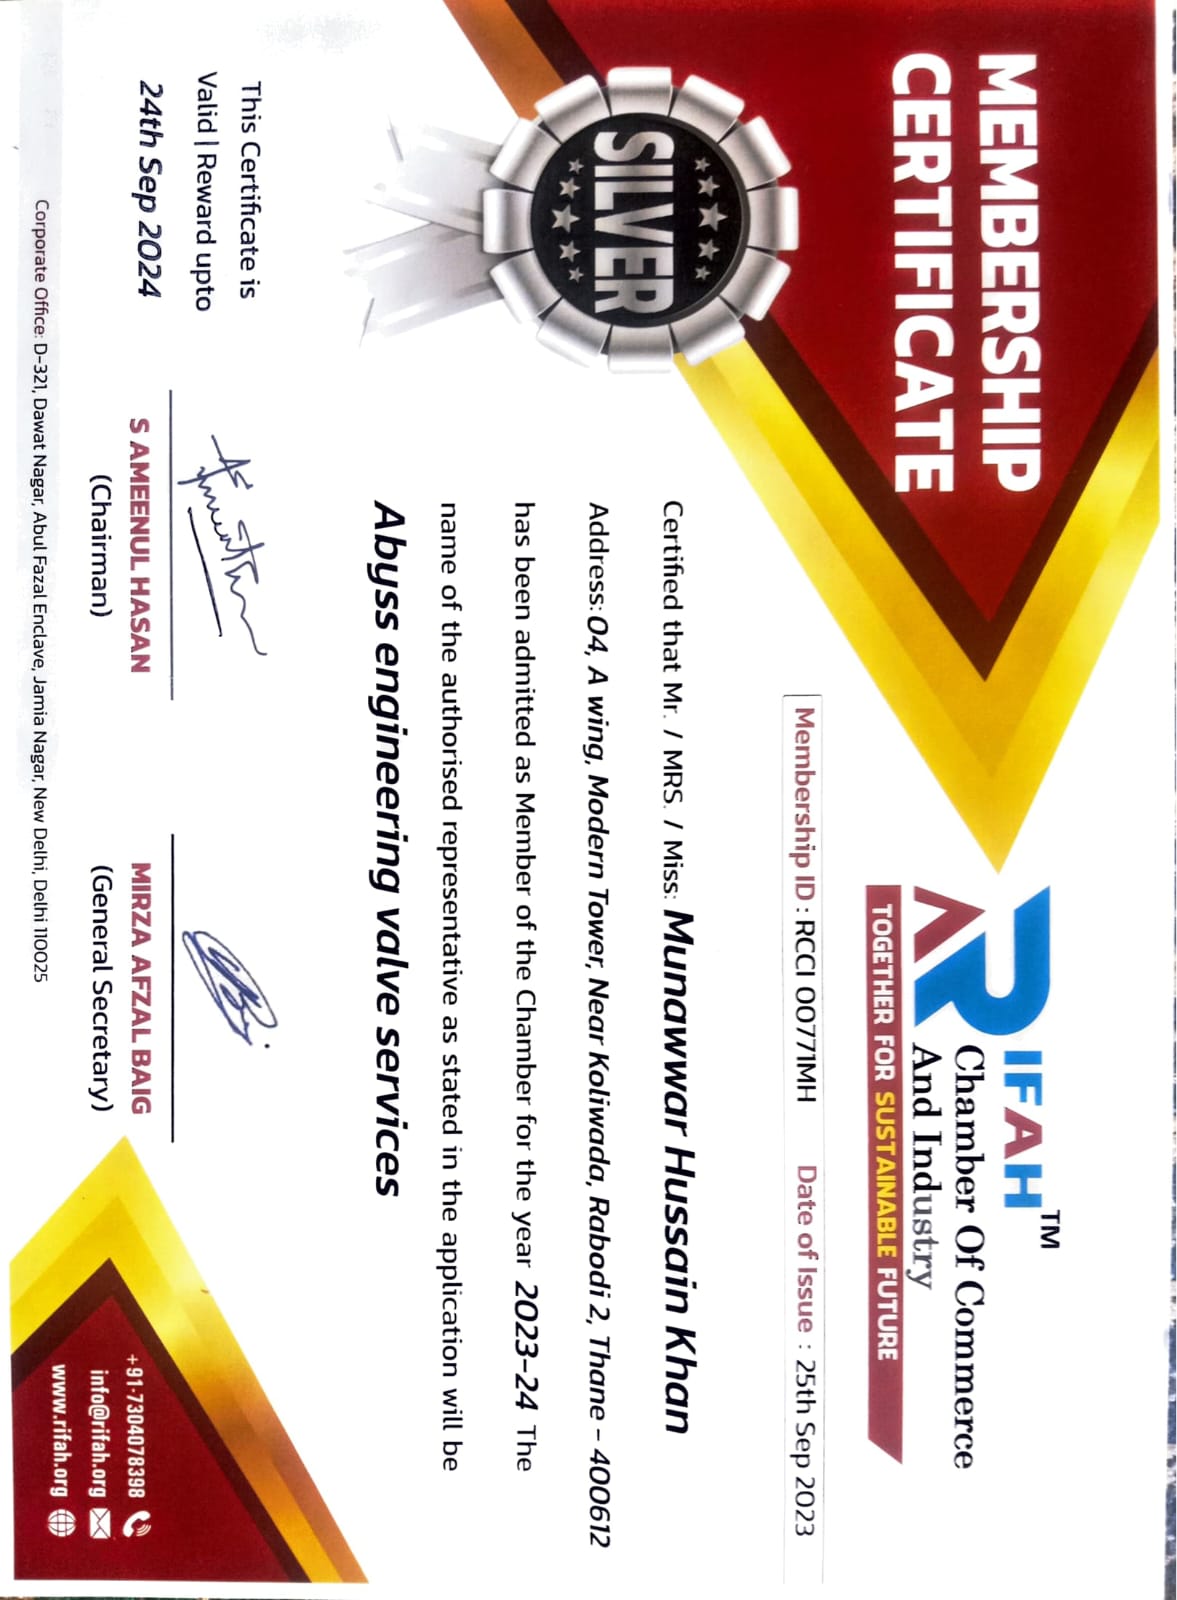 MEMBERSHIP
CERTIFICATE
RIFAH™
Chamber Of Commerce
And Industry
TOGETHER FOR SUSTAINABLE FUTURE
Membership ID : RCCI 00771MH Date of Issue : 25th Sep 2023
SILVER
Certified that Mr. / MRS. / Miss: Munawwar Hussain Khan
Address: 04, A wing, Modern Tower, Near Koliwada, Rabodi 2, Thane - 400612
has been admitted as Member of the Chamber for the year 2023-24 The
name of the authorised representative as stated in the application will be
Abyss engineering valve services
This Certificate is
Valid | Reward upto
24th Sep 2024
S AMEENUL HASAN
(Chairman)
MIRZA AFZAL BAIG
(General Secretary)
+91-7304078398
info@rifah.org
www.rifah.org
Corporate Office: D-321, Dawat Nagar, Abul Fazal Enclave, Jamia Nagar, New Delhi, Delhi 110025